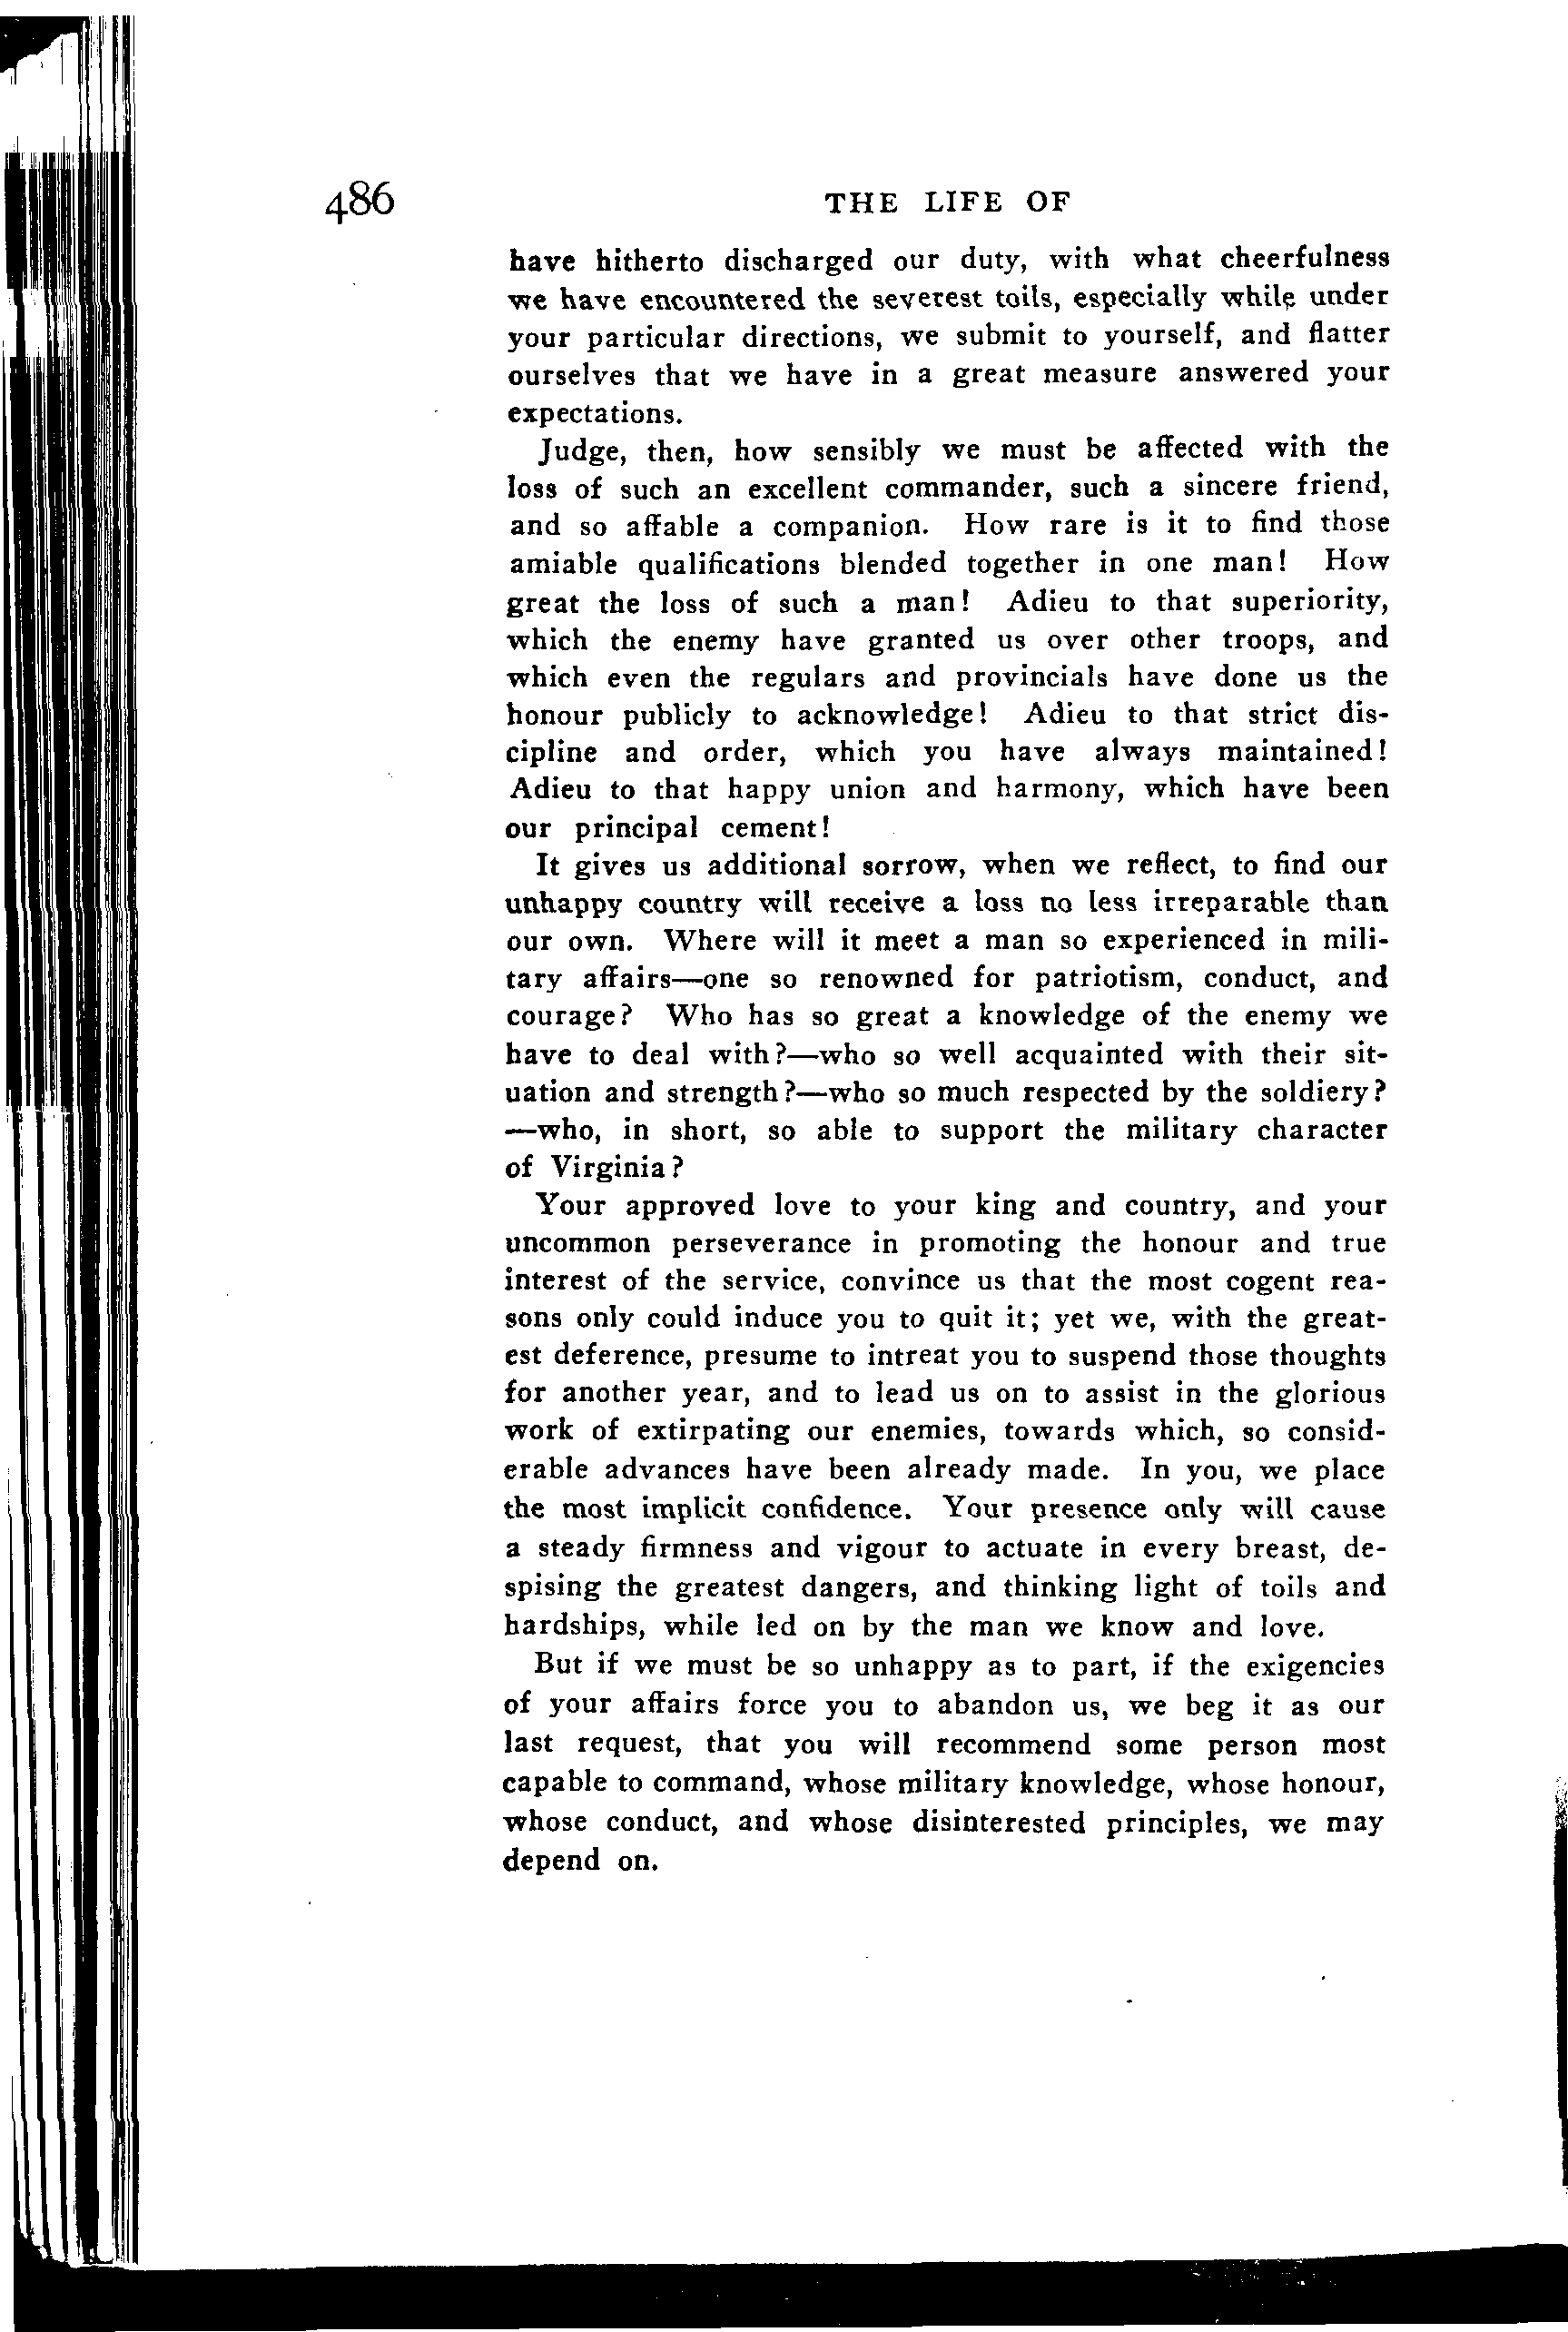 486
THE LIFE OF
have hitherto discharged our duty, with what cheerfulness
we have encountered the severest toils, especially while under
your particular directions, we submit to yourself, and flatter
ourselves that we have in a great measure answered your
expectations.
Judge, then, how sensibly we must be affected with the
loss of such an excellent commander, such a sincere friend,
and so affable a companion. How rare is it to find those
amiable qualifications blended together in one man! How
great the loss of such a man! Adieu to that superiority,
which the enemy have granted us over other troops, and
which even the regulars and provincials have done us the
honour publicly to acknowledge! Adieu to that strict dis-
cipline and order, which you have always maintained!
Adieu to that happy union and harmony, which have been
our principal cement!
It gives us additional sorrow, when we reflect, to find our
unhappy country will receive a loss no less irreparable than
our own. Where will it meet a man so experienced in mili-
tary affairs—one so renowned for patriotism, conduct, and
courage? Who has so great a knowledge of the enemy we
have to deal with?—who so well acquainted with their sit-
uation and strength?—who so much respected by the soldiery?
—who, in short, so able to support the military character
of Virginia?
Your approved love to your king and country, and your
uncommon perseverance in promoting the honour and true
interest of the service, convince us that the most cogent rea-
sons only could induce you to quit it; yet we, with the great-
est deference, presume to intreat you to suspend those thoughts
for another year, and to lead us on to assist in the glorious
work of extirpating our enemies, towards which, so consid-
erable advances have been already made. In you, we place
the most implicit confidence. Your presence only will cause
a steady firmness and vigour to actuate in every breast, de-
spising the greatest dangers, and thinking light of toils and
hardships, while led on by the man we know and love.
But if we must be so unhappy as to part, if the exigencies
of your affairs force you to abandon us, we beg it as our
last request, that you will recommend some person most
capable to command, whose military knowledge, whose honour,
whose conduct, and whose disinterested principles, we may
depend on.